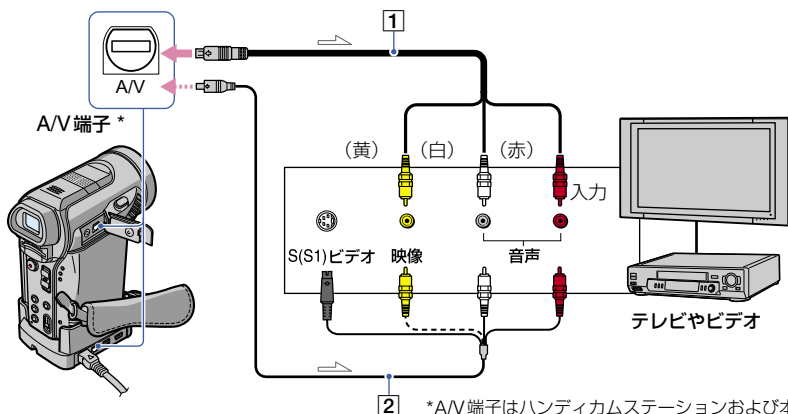 1
A/V
A/V端子*
（黄）（白）（赤）
入力
S(S1)ビデオ 映像 音声
テレビやビデオ
2
*A/V端子はハンディカムステーションおよび